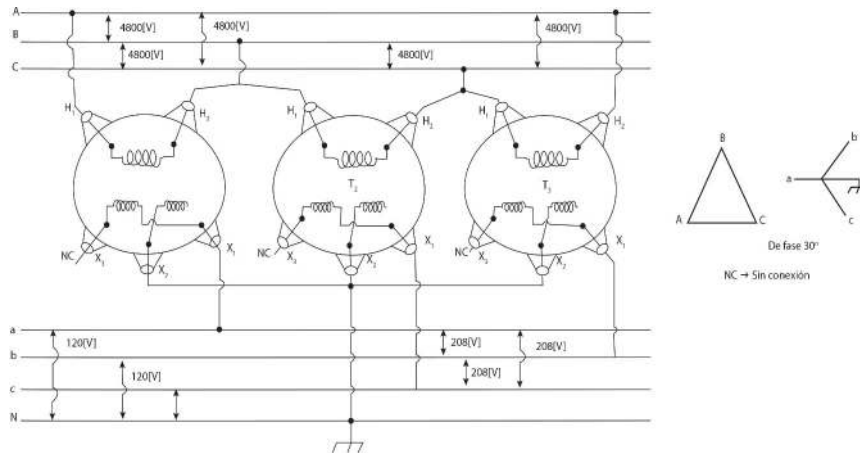 A
B
C
4800[V]
4800[V]
4800[V]
4800[V]
4800[V]
H₁
H₂
H₁
H₂
H₁
H₂
T₂
T₃
NC
X₁
X₂
X₁
NC
X₃
X₂
X₁
NC
X₃
X₂
X₁
B
A
C
a
b
c
De fase 30°
NC → Sin conexión
a
b
c
N
120[V]
120[V]
208[V]
208[V]
208[V]